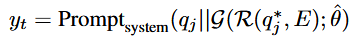 y_t = Prompt_system(q_j||𝒢(ℛ(q_j^*, E); θ̂)